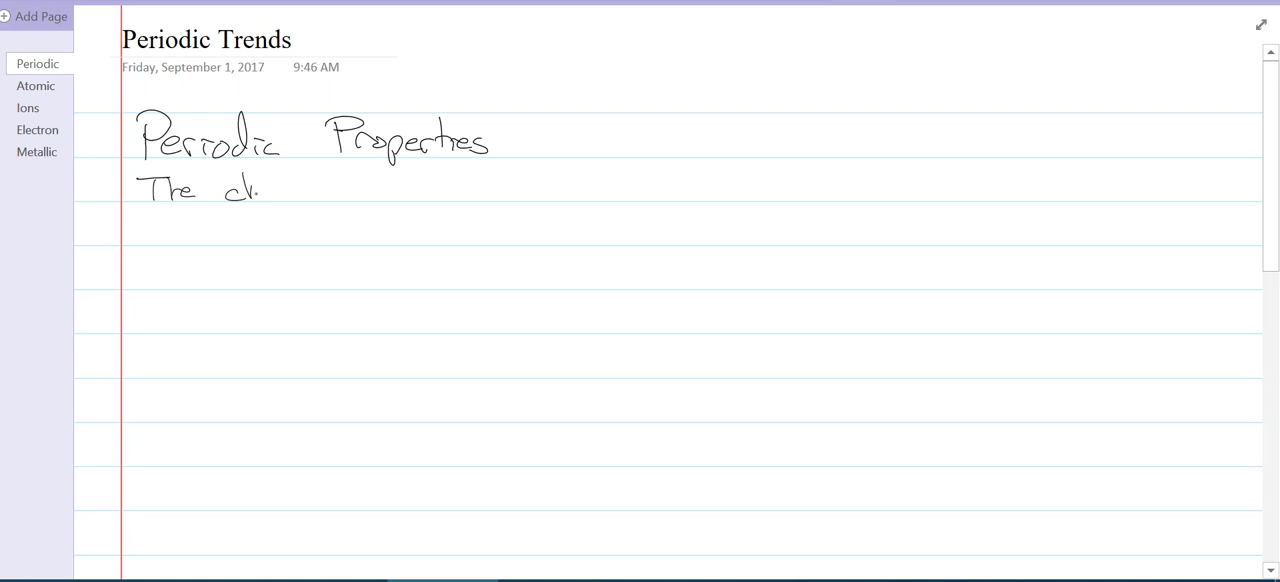 Add Page
Periodic Trends
Friday, September 1, 2017 9:46 AM
Periodic
Atomic
Ions
Electron
Metallic
Periodic Properties
The